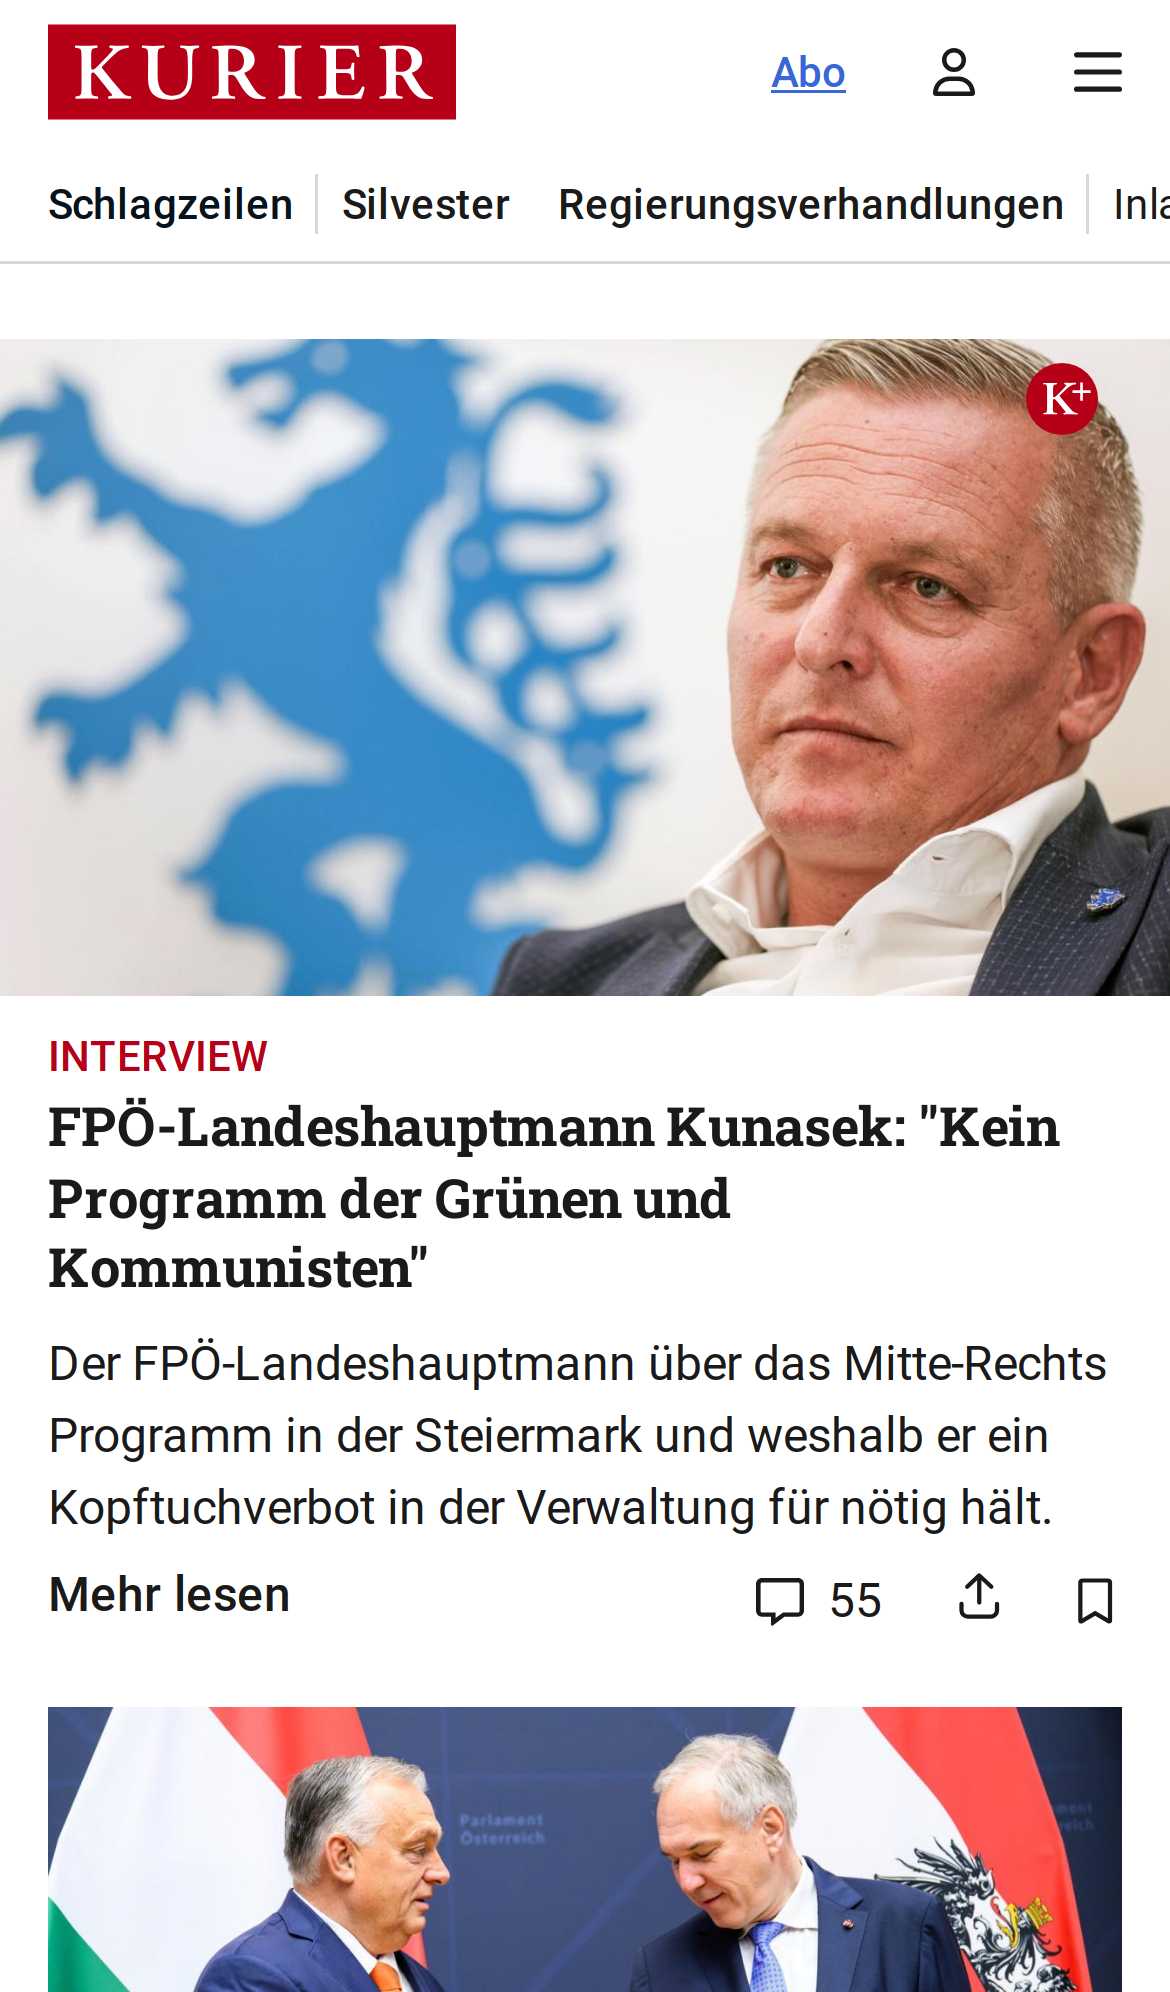 KURIER
Abo
Schlagzeilen
Silvester
Regierungsverhandlungen
Inla
K+
INTERVIEW
FPÖ-Landeshauptmann Kunasek: "Kein
Programm der Grünen und
Kommunisten"
Der FPÖ-Landeshauptmann über das Mitte-Rechts
Programm in der Steiermark und weshalb er ein
Kopftuchverbot in der Verwaltung für nötig hält.
Mehr lesen
55
Parlament
Österreich